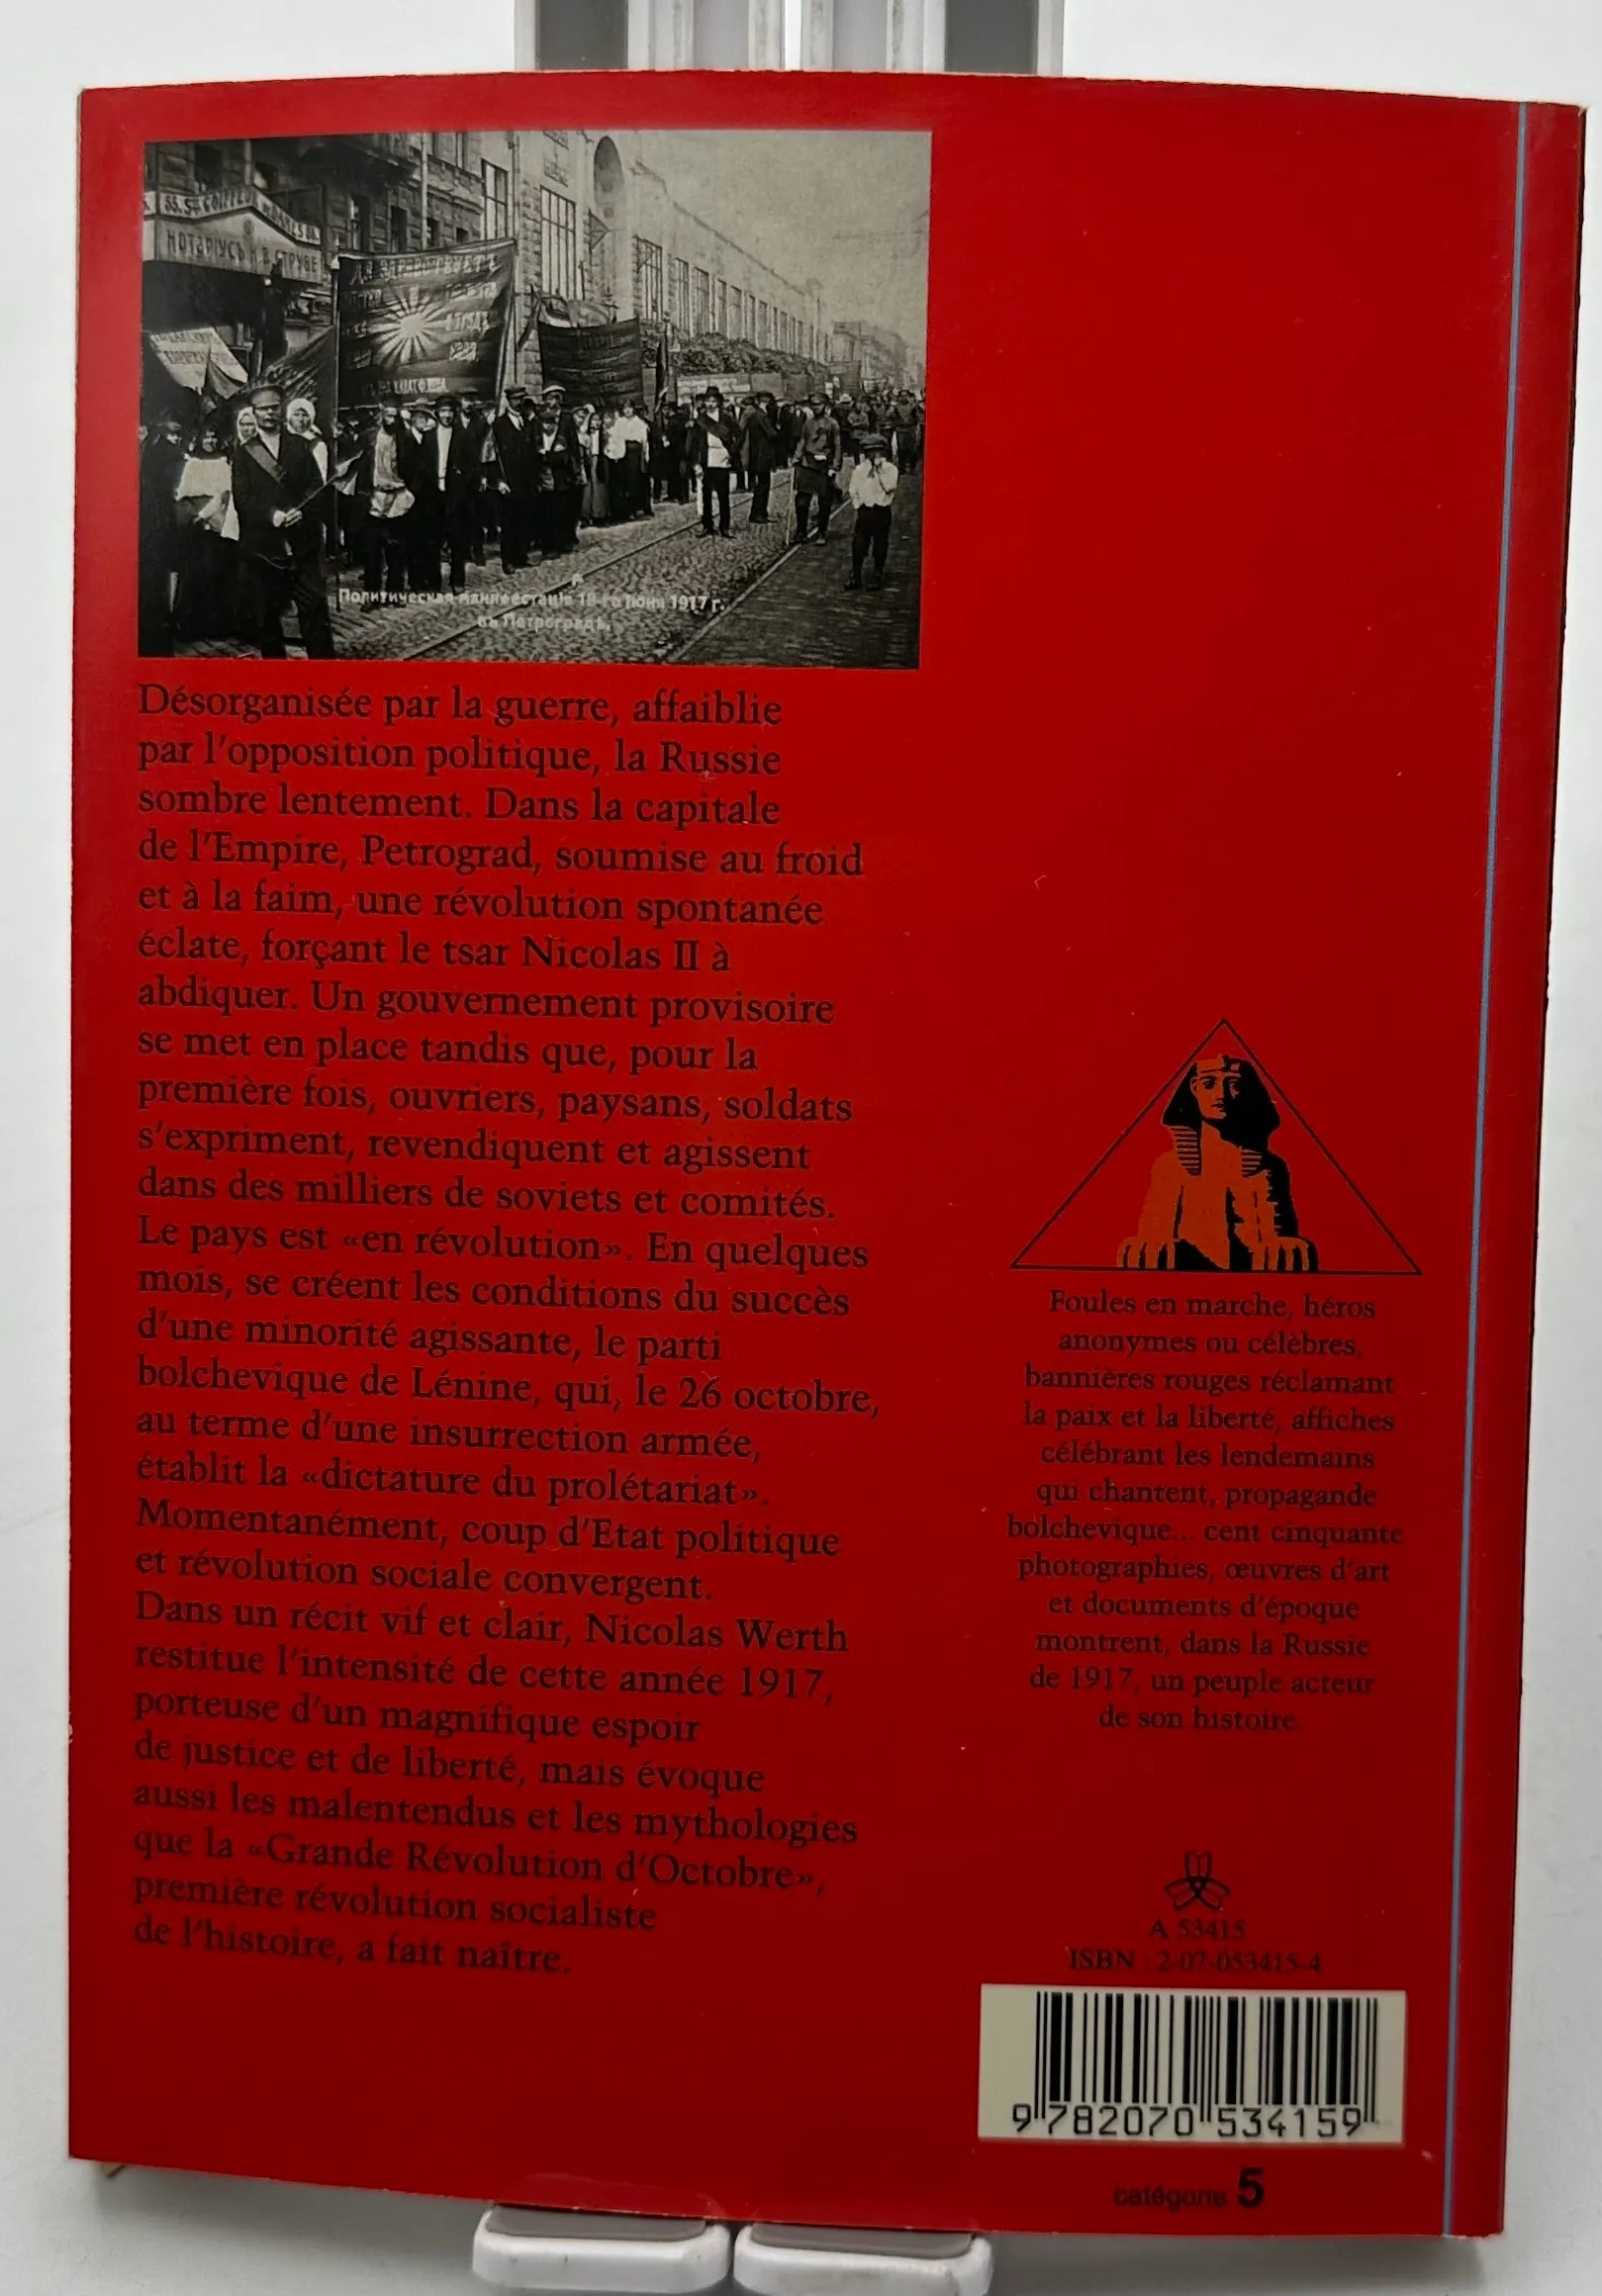 НОТАРІУСЪ Н.В. СТРУВЕ
Политическая манифестація 18-го Іюня 1917 г.
въ Петроградѣ.
Désorganisée par la guerre, affaiblie
par l'opposition politique, la Russie
sombre lentement. Dans la capitale
de l'Empire, Petrograd, soumise au froid
et à la faim, une révolution spontanée
éclate, forçant le tsar Nicolas II à
abdiquer. Un gouvernement provisoire
se met en place tandis que, pour la
première fois, ouvriers, paysans, soldats
s'expriment, revendiquent et agissent
dans des milliers de soviets et comités.
Le pays est «en révolution». En quelques
mois, se créent les conditions du succès
d'une minorité agissante, le parti
bolchevique de Lénine, qui, le 26 octobre,
au terme d'une insurrection armée,
établit la «dictature du prolétariat».
Momentanément, coup d'Etat politique
et révolution sociale convergent.
Dans un récit vif et clair, Nicolas Werth
restitue l'intensité de cette année 1917,
porteuse d'un magnifique espoir
de justice et de liberté, mais évoque
aussi les malentendus et les mythologies
que la «Grande Révolution d'Octobre»,
première révolution socialiste
de l'histoire, a fait naître.
Foules en marche, héros
anonymes ou célèbres,
bannières rouges réclamant
la paix et la liberté, affiches
célébrant les lendemains
qui chantent, propagande
bolchevique... cent cinquante
photographies, œuvres d'art
et documents d'époque
montrent, dans la Russie
de 1917, un peuple acteur
de son histoire.
A 53415
ISBN : 2-07-053415-4
9 782070 534159
catégorie 5